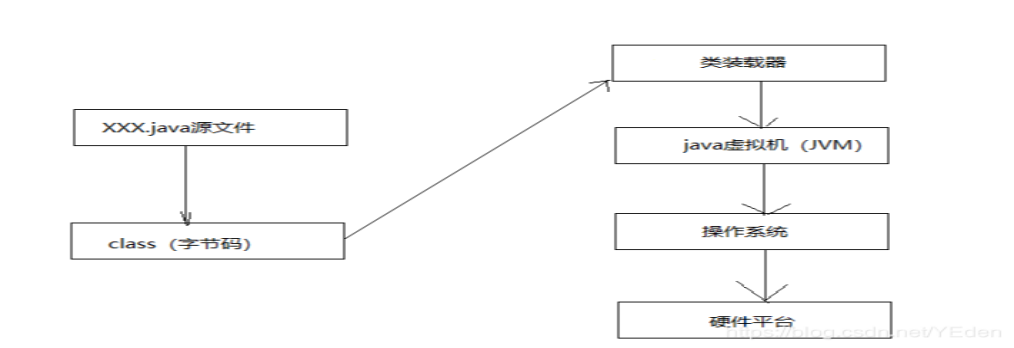 XXX.java源文件
class（字节码）
类装载器
java虚拟机（JVM）
操作系统
硬件平台
https://blog.csdn.net/YEden